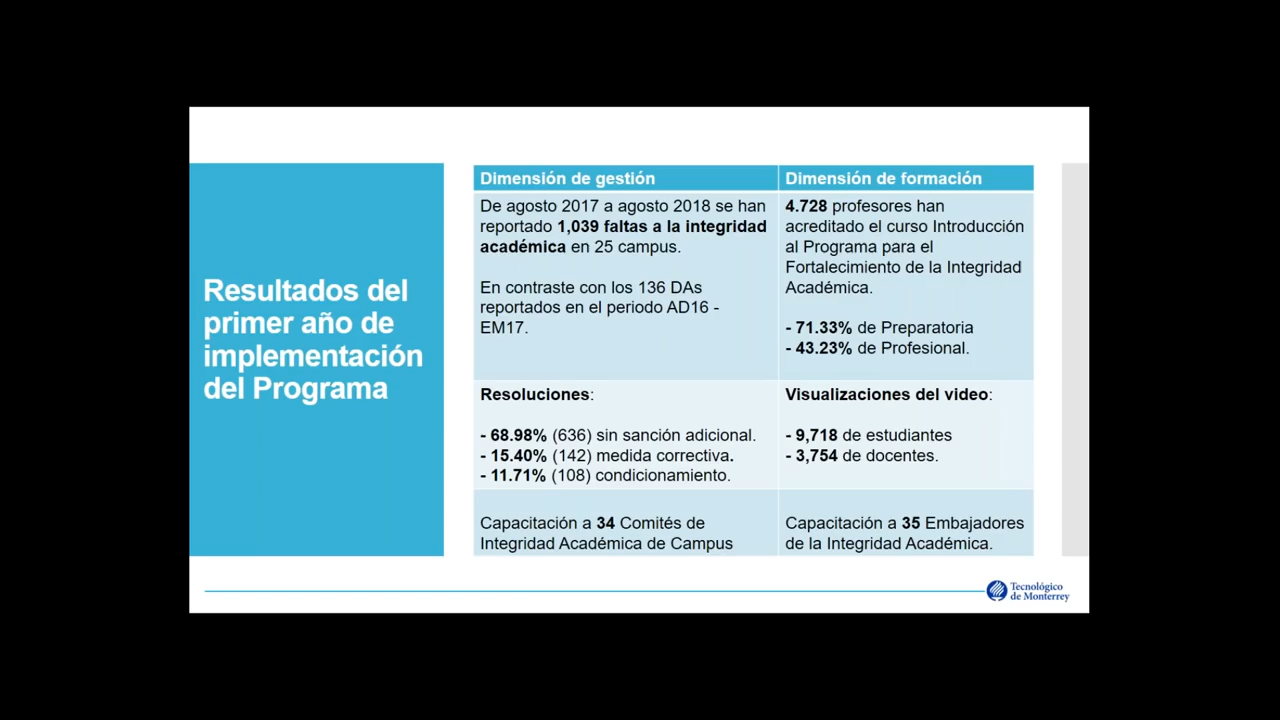 Resultados del
primer año de
implementación
del Programa
Dimensión de gestión
De agosto 2017 a agosto 2018 se han
reportado 1,039 faltas a la integridad
académica en 25 campus.
En contraste con los 136 DAs
reportados en el periodo AD16 -
EM17.
Dimensión de formación
4.728 profesores han
acreditado el curso Introducción
al Programa para el
Fortalecimiento de la Integridad
Académica.
- 71.33% de Preparatoria
- 43.23% de Profesional.
Resoluciones:
- 68.98% (636) sin sanción adicional.
- 15.40% (142) medida correctiva.
- 11.71% (108) condicionamiento.
Visualizaciones del video:
- 9,718 de estudiantes
- 3,754 de docentes.
Capacitación a 34 Comités de
Integridad Académica de Campus
Capacitación a 35 Embajadores
de la Integridad Académica.
Tecnológico
de Monterrey